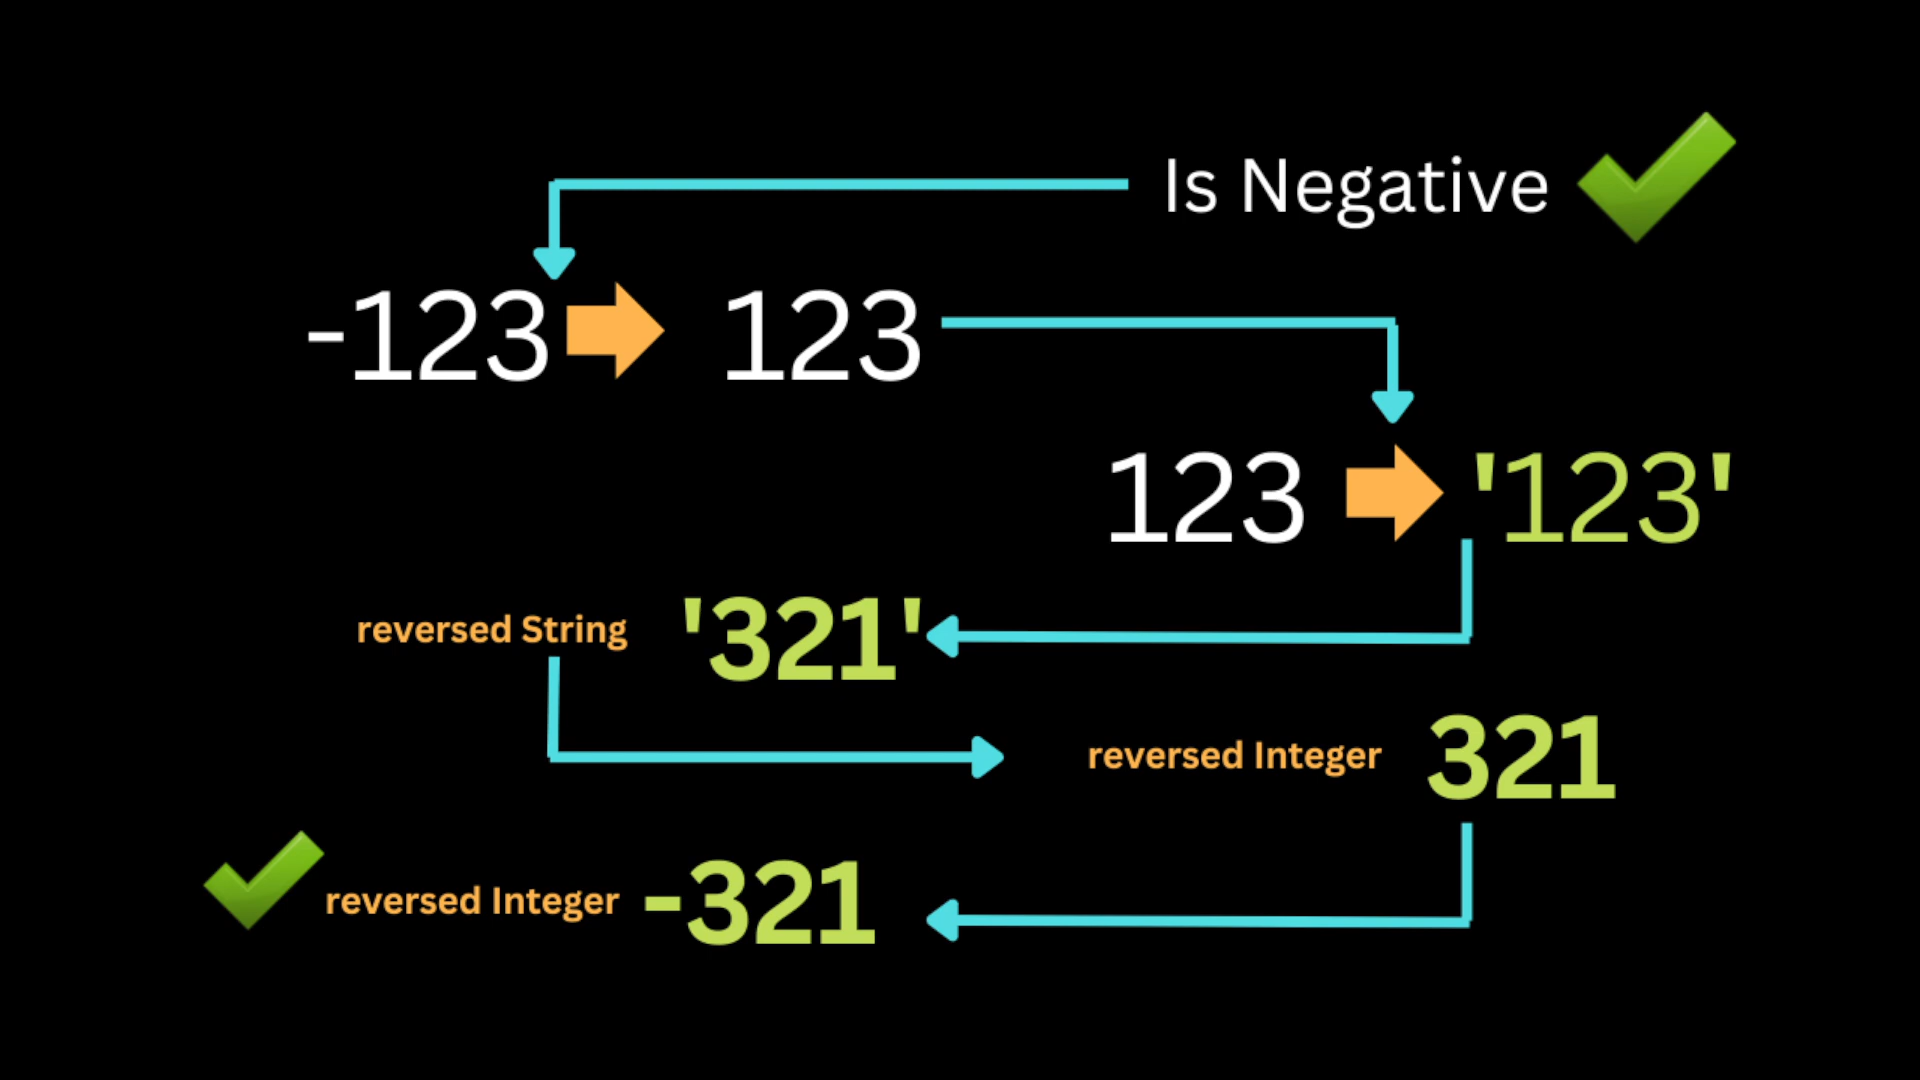 Is Negative
-123 123
123 '123'
reversed String '321'
reversed Integer 321
reversed Integer -321